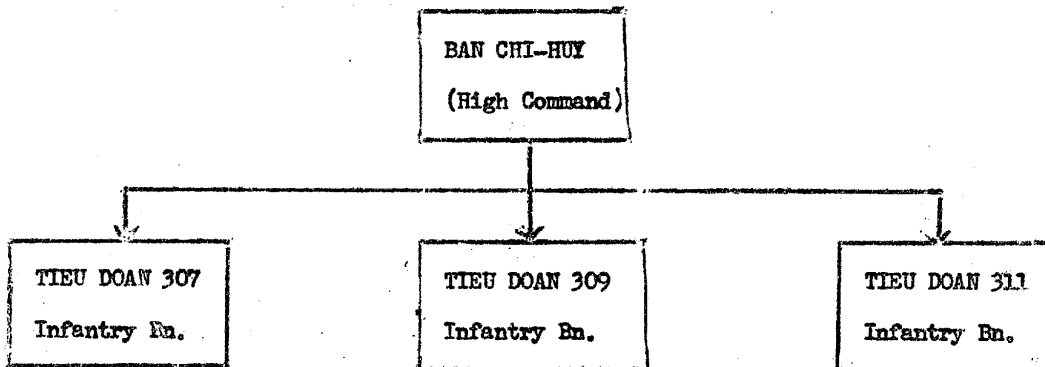 BAN CHI-HUY
(High Command)
TIEU DOAN 307
Infantry Bn.
TIEU DOAN 309
Infantry Bn.
TIEU DOAN 311
Infantry Bn.